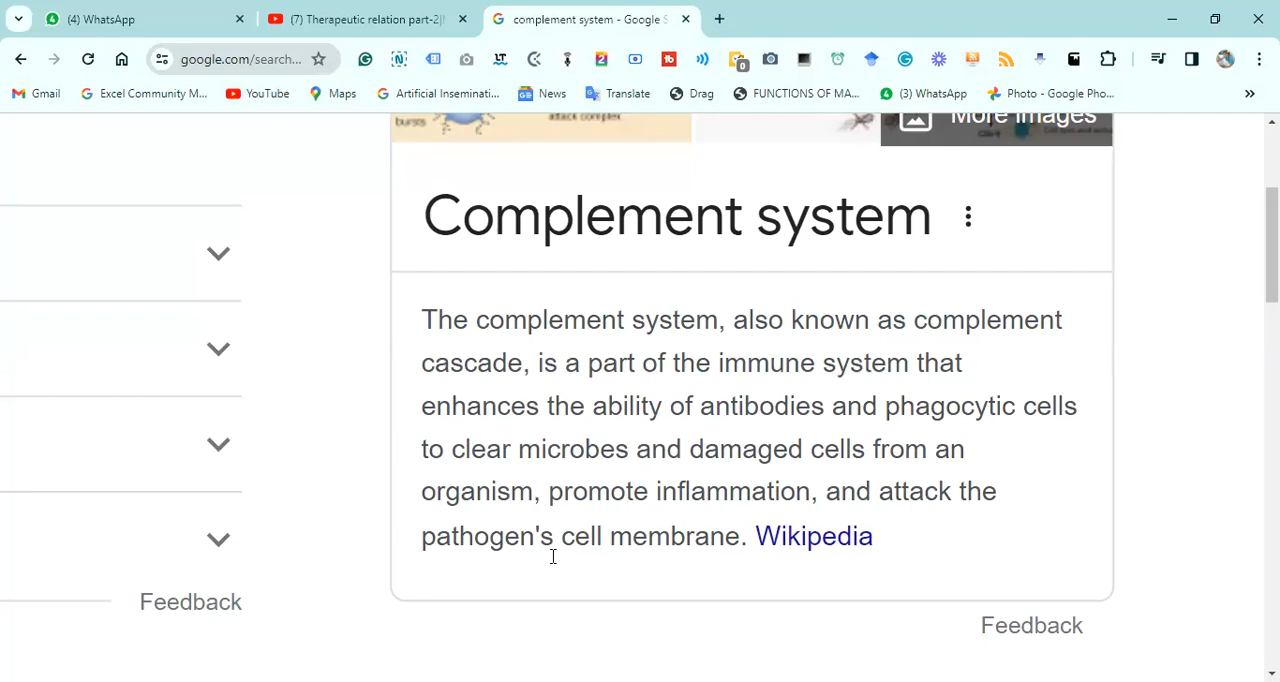 (4) WhatsApp
(7) Therapeutic relation part-2|
complement system - Google S
google.com/search...
Gmail
Excel Community M...
YouTube
Maps
Artificial Inseminati...
News
Translate
Drag
FUNCTIONS OF MA...
(3) WhatsApp
Photo - Google Pho...
bursts
attack complex
More images
Complement system
The complement system, also known as complement
cascade, is a part of the immune system that
enhances the ability of antibodies and phagocytic cells
to clear microbes and damaged cells from an
organism, promote inflammation, and attack the
pathogen's cell membrane. Wikipedia
Feedback
Feedback